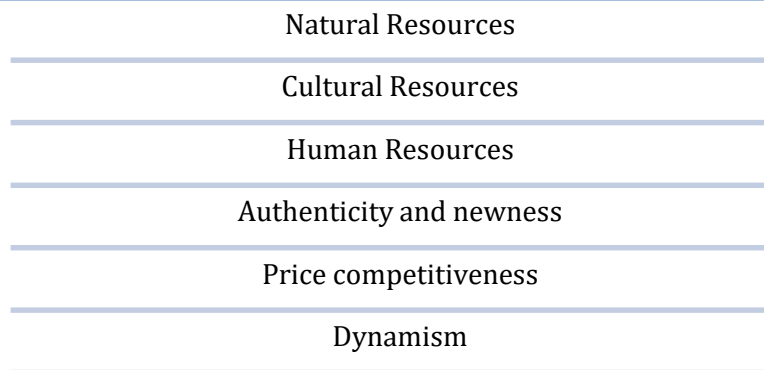 Natural Resources
Cultural Resources
Human Resources
Authenticity and newness
Price competitiveness
Dynamism